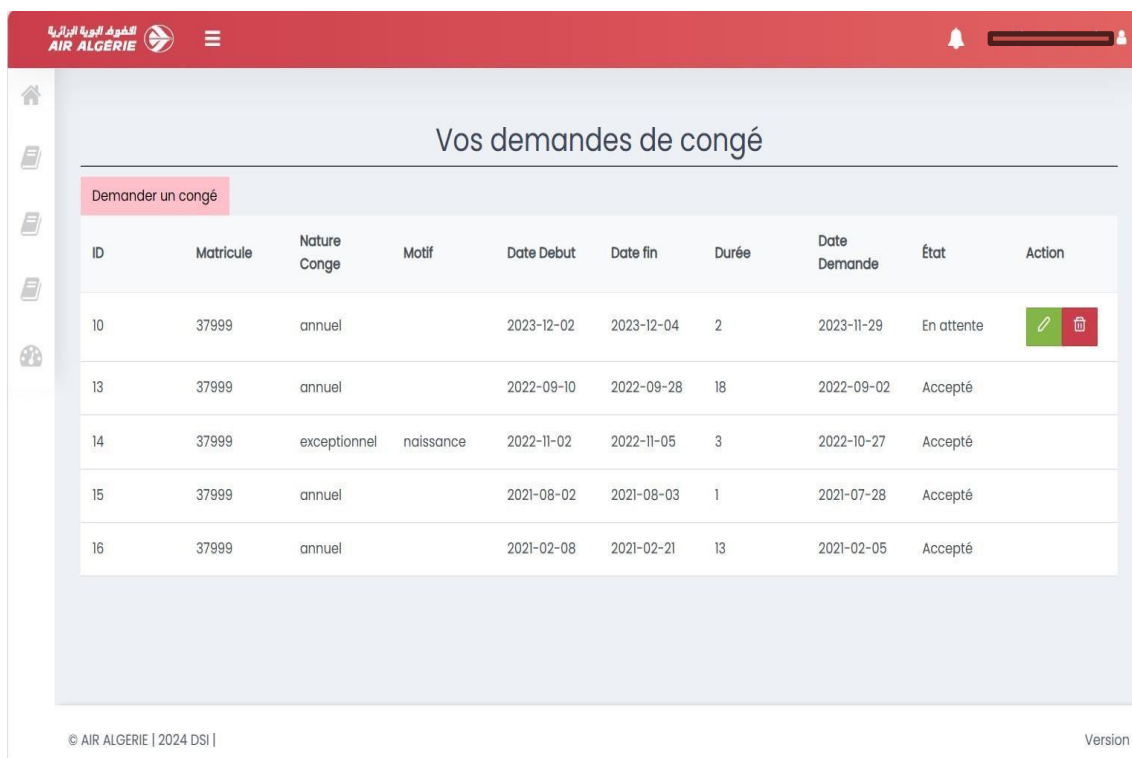 الخطوط الجوية الجزائرية
AIR ALGÉRIE
Vos demandes de congé
Demander un congé
ID Matricule Nature Conge Motif Date Debut Date fin Durée Date Demande État Action
10 37999 annuel 2023-12-02 2023-12-04 2 2023-11-29 En attente
13 37999 annuel 2022-09-10 2022-09-28 18 2022-09-02 Accepté
14 37999 exceptionnel naissance 2022-11-02 2022-11-05 3 2022-10-27 Accepté
15 37999 annuel 2021-08-02 2021-08-03 1 2021-07-28 Accepté
16 37999 annuel 2021-02-08 2021-02-21 13 2021-02-05 Accepté
© AIR ALGERIE | 2024 DSI | Version